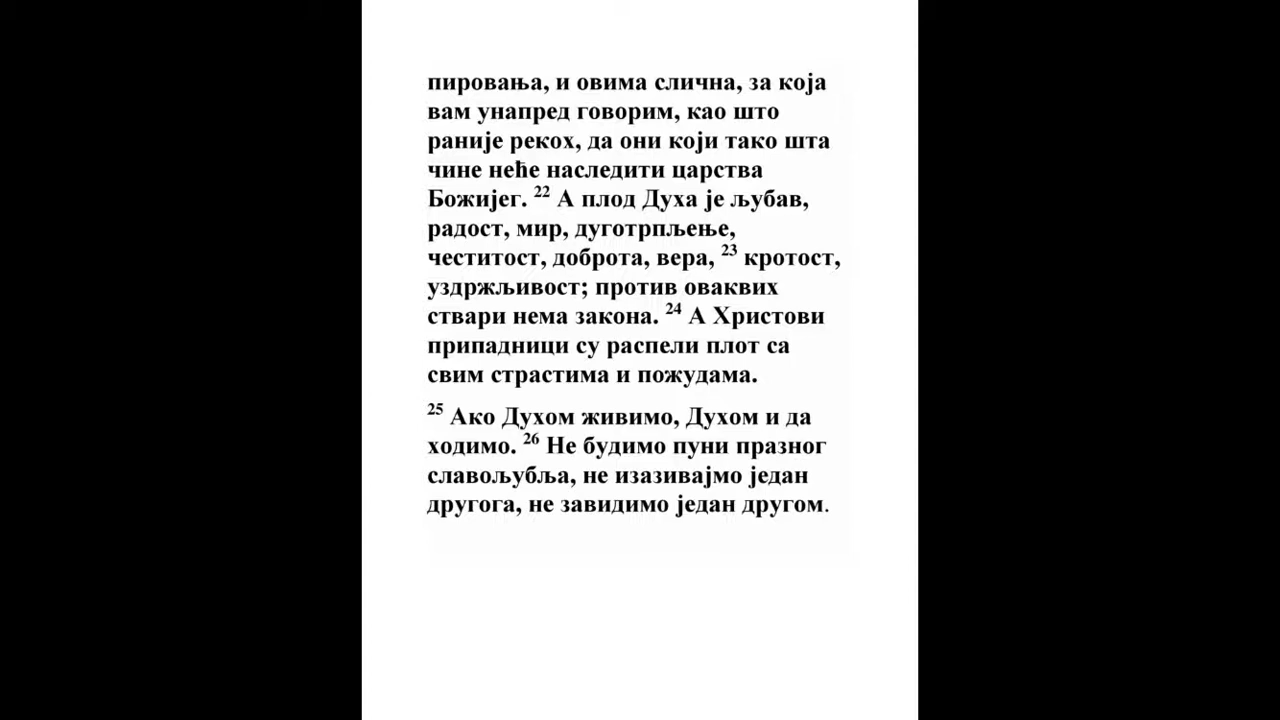 пировања, и овима слична, за која
вам унапред говорим, као што
раније рекох, да они који тако шта
чине неће наследити царства
Божијег. 22 А плод Духа је љубав,
радост, мир, дуготрпљење,
честитост, доброта, вера, 23 кротост,
уздржљивост; против оваквих
ствари нема закона. 24 А Христови
припадници су распели плот са
свим страстима и пожудама.
25 Ако Духом живимо, Духом и да
ходимо. 26 Не будимо пуни празног
славољубља, не изазивајмо један
другога, не завидимо један другом.